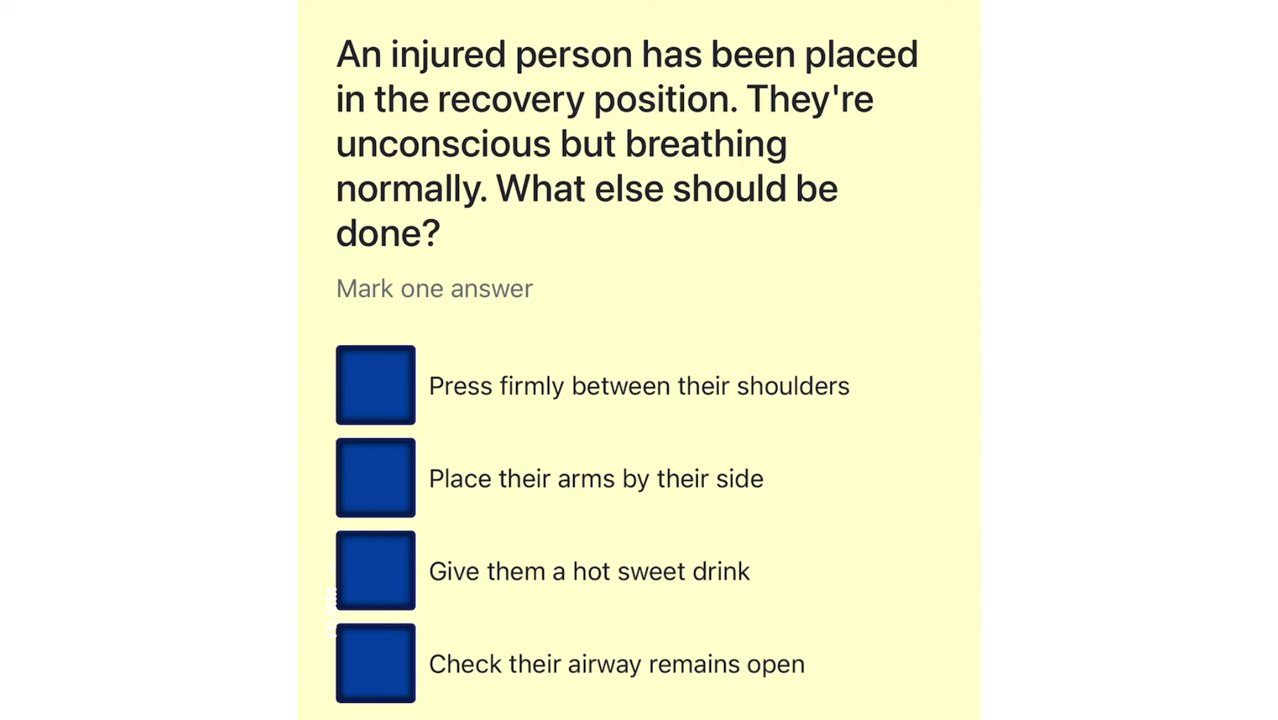 An injured person has been placed
in the recovery position. They're
unconscious but breathing
normally. What else should be
done?
Mark one answer
Press firmly between their shoulders
Place their arms by their side
Give them a hot sweet drink
Check their airway remains open